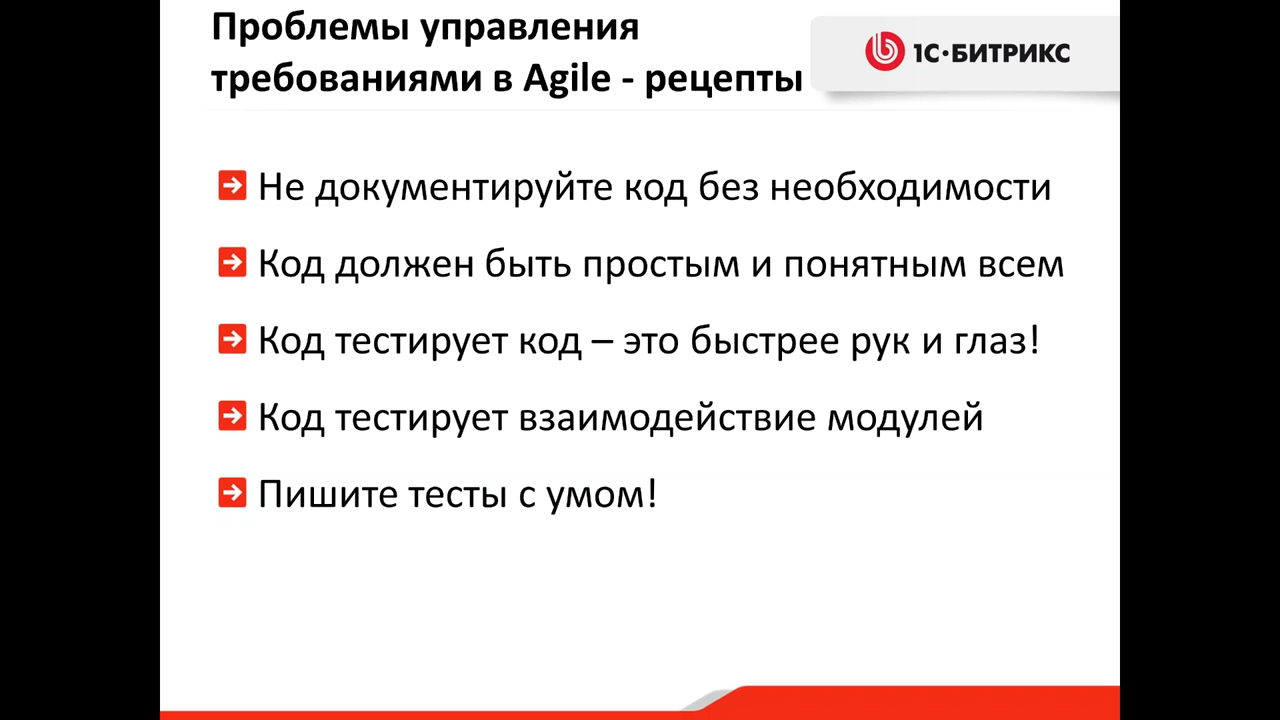 Проблемы управления
требованиями в Agile - рецепты
1С·БИТРИКС
Не документируйте код без необходимости
Код должен быть простым и понятным всем
Код тестирует код – это быстрее рук и глаз!
Код тестирует взаимодействие модулей
Пишите тесты с умом!